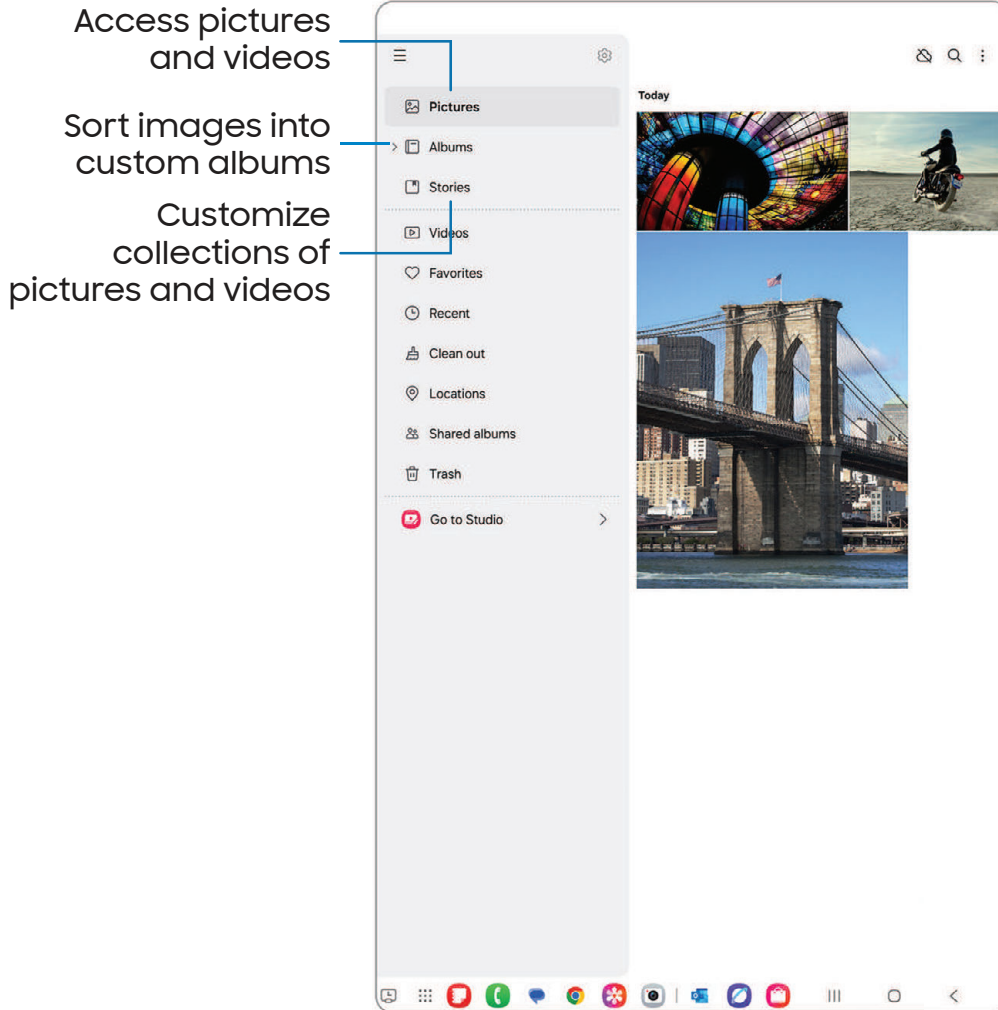 Access pictures
and videos
Sort images into
custom albums
Customize
collections of
pictures and videos
Pictures
Albums
Stories
Videos
Favorites
Recent
Clean out
Locations
Shared albums
Trash
Go to Studio
Today